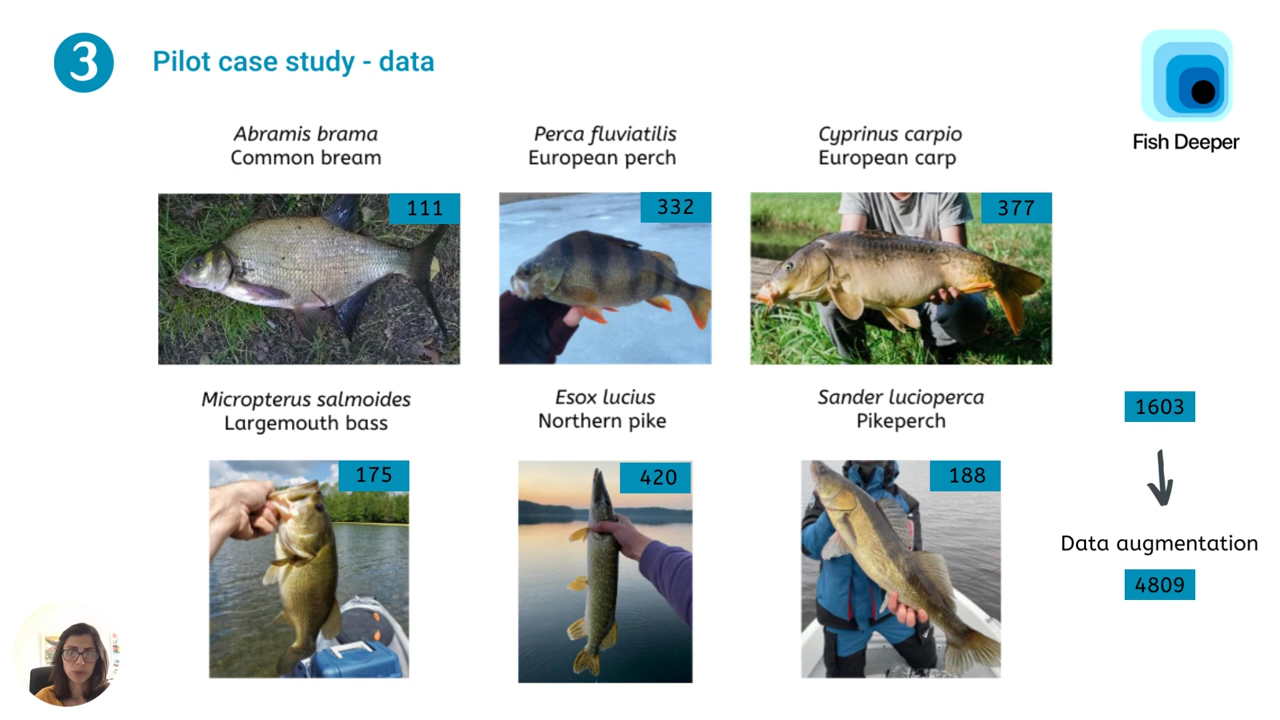 3
Pilot case study - data
Fish Deeper
Abramis brama
Common bream
111
Perca fluviatilis
European perch
332
Cyprinus carpio
European carp
377
Micropterus salmoides
Largemouth bass
175
Esox lucius
Northern pike
420
Sander lucioperca
Pikeperch
188
1603
Data augmentation
4809